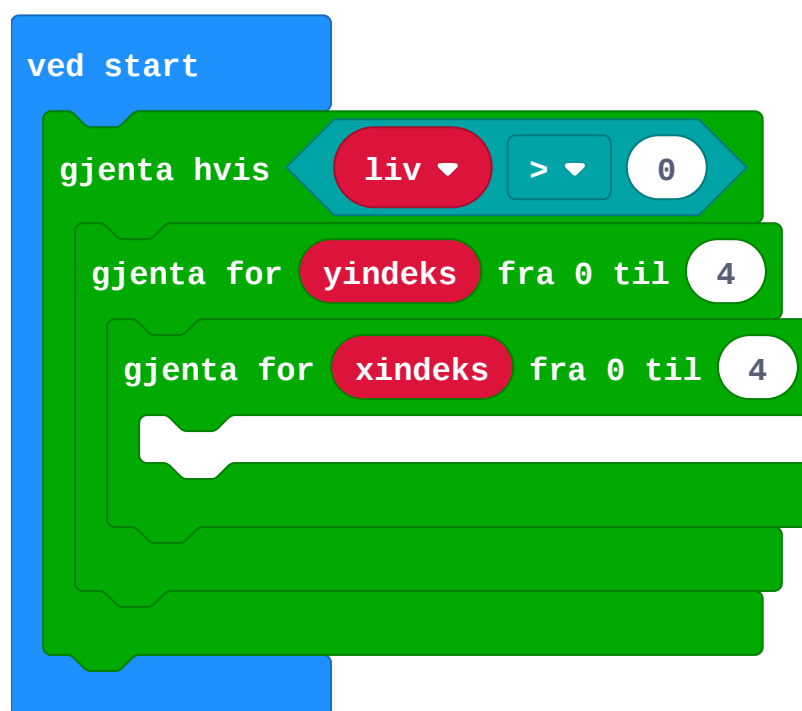 ved start
gjenta hvis liv > 0
gjenta for yindeks fra 0 til 4
gjenta for xindeks fra 0 til 4